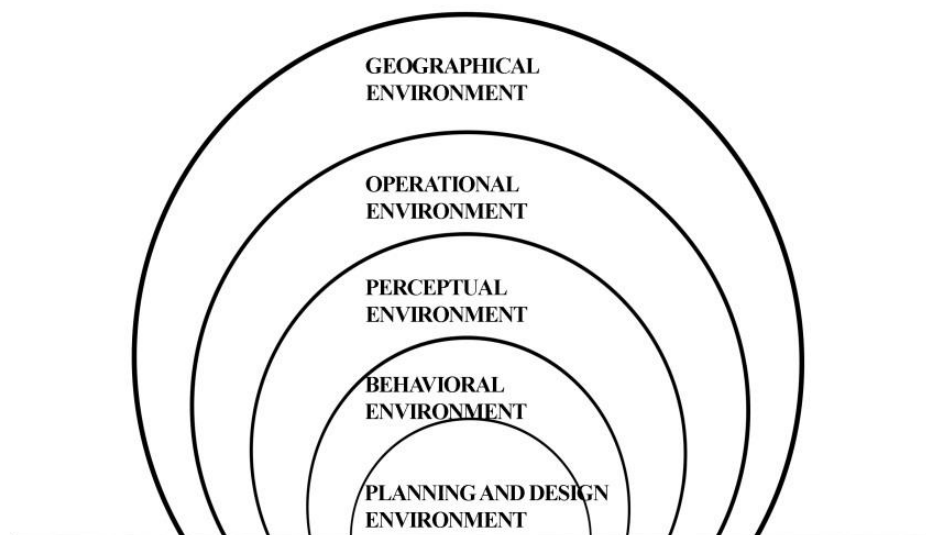 GEOGRAPHICAL
ENVIRONMENT
OPERATIONAL
ENVIRONMENT
PERCEPTUAL
ENVIRONMENT
BEHAVIORAL
ENVIRONMENT
PLANNING AND DESIGN
ENVIRONMENT